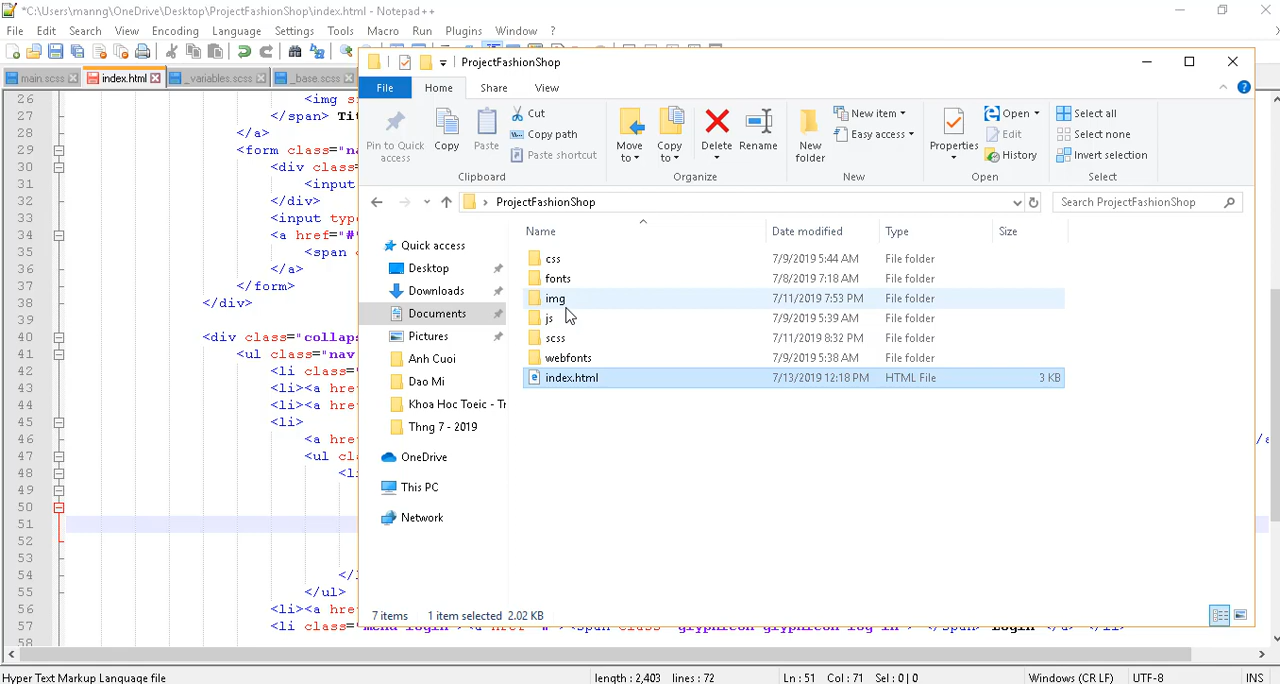 *C:\Users\manng\OneDrive\Desktop\ProjectFashionShop\index.html - Notepad++
File Edit Search View Encoding Language Settings Tools Macro Run Plugins Window ?
main.scss index.html _variables.scss _base.scss
ProjectFashionShop
File Home Share View
Pin to Quick access
Copy
Paste
Cut
Copy path
Paste shortcut
Clipboard
Move to
Copy to
Delete
Rename
Organize
New folder
New item
Easy access
New
Properties
Open
Edit
History
Open
Select all
Select none
Invert selection
Select
ProjectFashionShop
Search ProjectFashionShop
Quick access
Desktop
Downloads
Documents
Pictures
Anh Cuoi
Dao Mi
Khoa Hoc Toeic - Tr
Thng 7 - 2019
OneDrive
This PC
Network
Name Date modified Type Size
css 7/9/2019 5:44 AM File folder
fonts 7/8/2019 7:18 AM File folder
img 7/11/2019 7:53 PM File folder
js 7/9/2019 5:39 AM File folder
scss 7/11/2019 8:32 PM File folder
webfonts 7/9/2019 5:38 AM File folder
index.html 7/13/2019 12:18 PM HTML File 3 KB
7 items 1 item selected 2.02 KB
26 <img s
27 </span> Tit
28 </a>
29 <form class="na
30 <div clas
31 <input
32 </div>
33 <input typ
34 <a href="#
35 <span
36 </a>
37 </form>
38 </div>
39
40 <div class="collaps
41 <ul class="nav
42 <li class="
43 <li><a hre
44 <li><a hre
45 <li>
46 <a hre
47 <ul cl
48 <li
49
50
51
52
53
54 </l
55 </ul>
56 <li><a hre
57
58
Hyper Text Markup Language file length : 2,403 lines : 72 Ln : 51 Col : 71 Sel : 0 | 0 Windows (CR LF) UTF-8 INS